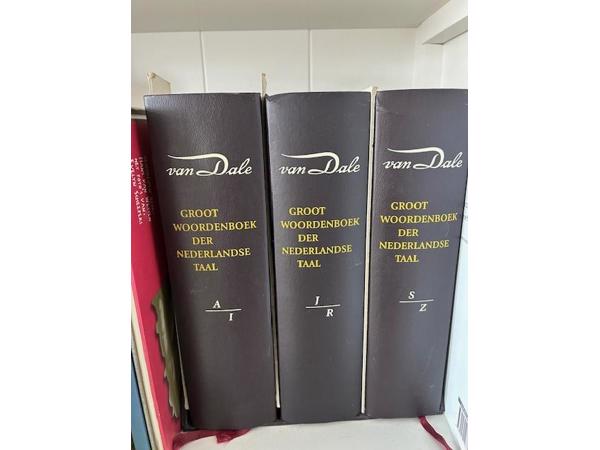 van Dale
GROOT
WOORDENBOEK
DER
NEDERLANDSE
TAAL
A
I
van Dale
GROOT
WOORDENBOEK
DER
NEDERLANDSE
TAAL
J
R
van Dale
GROOT
WOORDENBOEK
DER
NEDERLANDSE
TAAL
S
Z